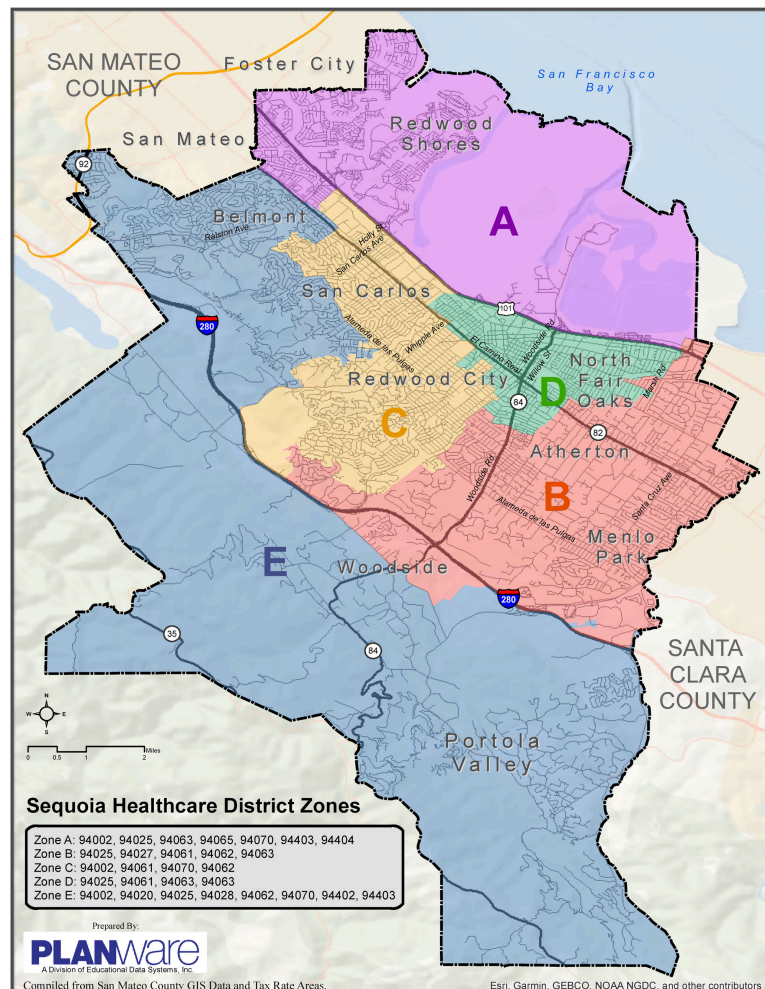 SAN MATEO
COUNTY
Foster City
San Francisco
Bay
San Mateo
Redwood
Shores
92
A
Belmont
Ralston Ave
Holly St
San Carlos Ave
San Carlos
101
280
Alameda de las Pulgas
Whipple Ave
El Camino Real
Woodside Rd
Willow St
North
Fair
Oaks
Marsh Rd
Redwood City
D
84
C
82
Atherton
Woodside Rd
B
Santa Cruz Ave
Alameda de las Pulgas
Menlo
Park
E
Woodside
280
35
84
SANTA
CLARA
COUNTY
N
W
E
S
0
0.5
1
2
Miles
Portola
Valley
Sequoia Healthcare District Zones
Zone A: 94002, 94025, 94063, 94065, 94070, 94403, 94404
Zone B: 94025, 94027, 94061, 94062, 94063
Zone C: 94002, 94061, 94070, 94062
Zone D: 94025, 94061, 94063, 94063
Zone E: 94002, 94020, 94025, 94028, 94062, 94070, 94402, 94403
Prepared By:
PLANware
A Division of Educational Data Systems, Inc.
Compiled from San Mateo County GIS Data and Tax Rate Areas.
Esri, Garmin, GEBCO, NOAA NGDC, and other contributors